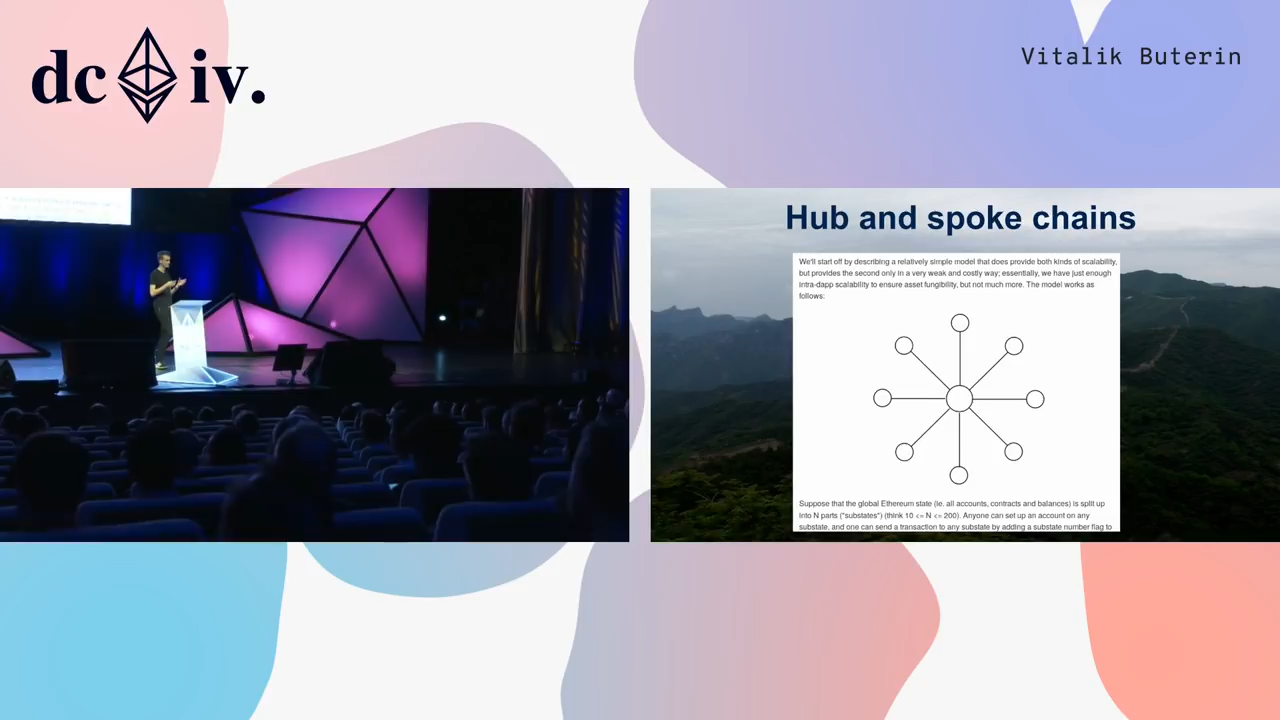 dc iv.
Vitalik Buterin
Hub and spoke chains
We'll start off by describing a relatively simple model that does provide both kinds of scalability,
but provides the second only in a very weak and costly way; essentially, we have just enough
intra-dapp scalability to ensure asset fungibility, but not much more. The model works as
follows:
Suppose that the global Ethereum state (ie. all accounts, contracts and balances) is split up
into N parts ("substates") (think 10 <= N <= 200). Anyone can set up an account on any
substate, and one can send a transaction to any substate by adding a substate number flag to